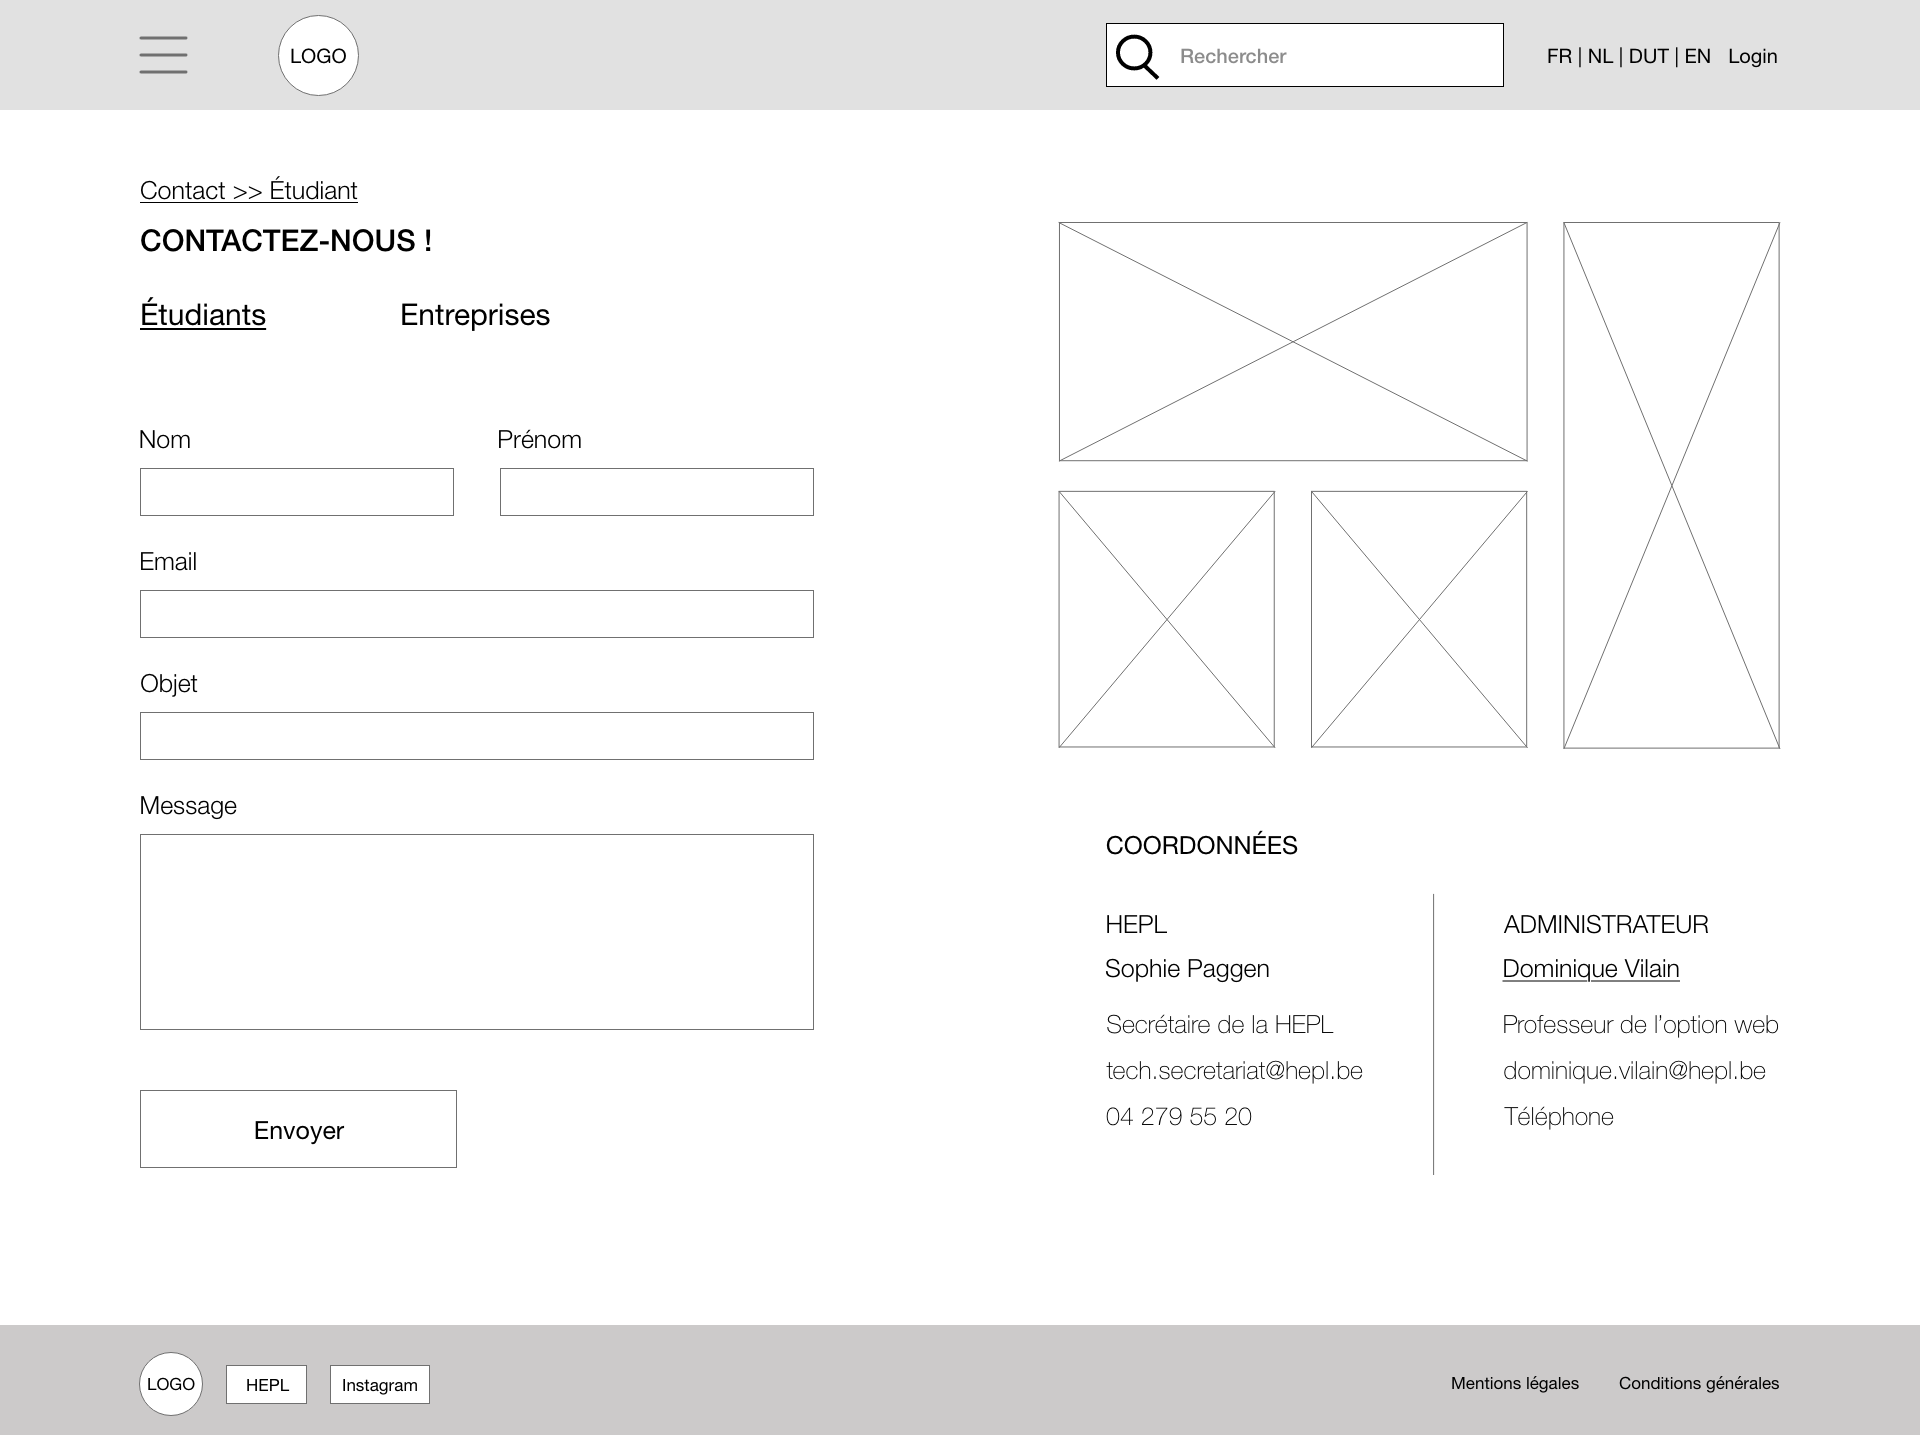 LOGO
Rechercher
FR | NL | DUT | EN Login
Contact >> Étudiant
CONTACTEZ-NOUS !
Étudiants
Entreprises
Nom
Prénom
Email
Objet
Message
Envoyer
COORDONNÉES
HEPL
Sophie Paggen
Secrétaire de la HEPL
tech.secretariat@hepl.be
04 279 55 20
ADMINISTRATEUR
Dominique Vilain
Professeur de l’option web
dominique.vilain@hepl.be
Téléphone
LOGO
HEPL
Instagram
Mentions légales
Conditions générales